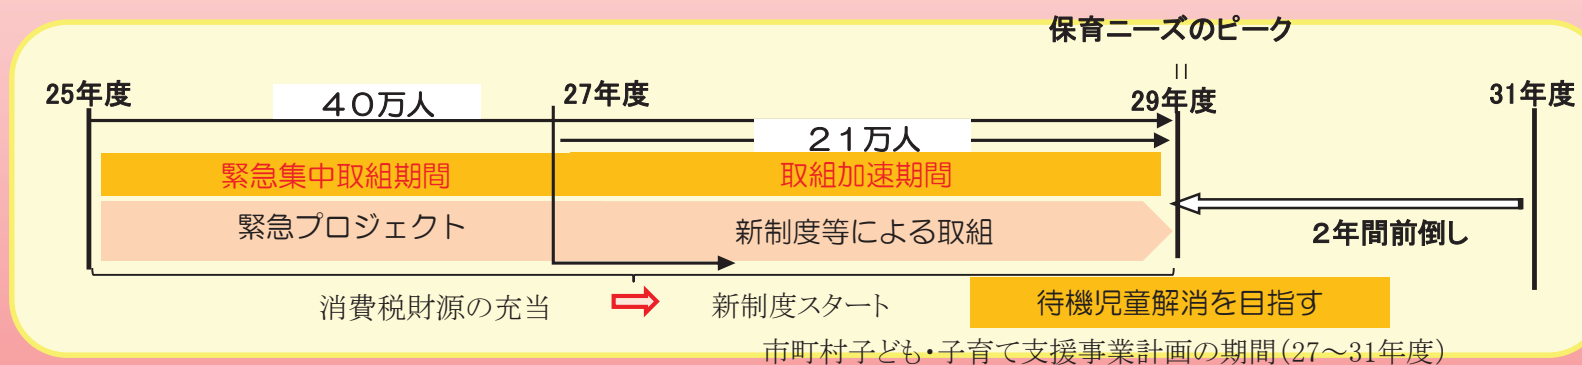 保育ニーズのピーク
=
25年度
40万人
27年度
29年度
31年度
21万人
緊急集中取組期間
取組加速期間
緊急プロジェクト
新制度等による取組
2年間前倒し
消費税財源の充当
新制度スタート
待機児童解消を目指す
市町村子ども・子育て支援事業計画の期間(27〜31年度)